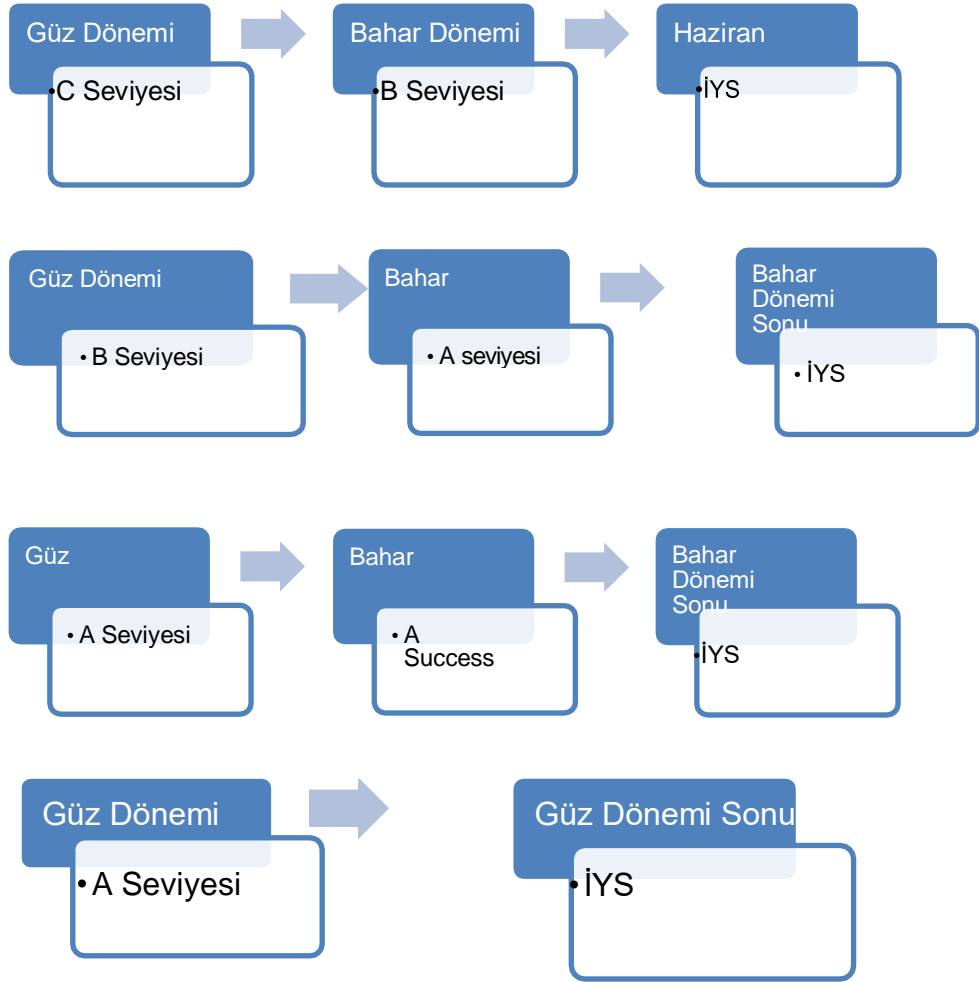 Güz Dönemi
•C Seviyesi
Bahar Dönemi
•B Seviyesi
Haziran
•İYS
Güz Dönemi
• B Seviyesi
Bahar
• A seviyesi
Bahar
Dönemi
Sonu
• İYS
Güz
• A Seviyesi
Bahar
• A
Success
Bahar
Dönemi
Sonu
•İYS
Güz Dönemi
• A Seviyesi
Güz Dönemi Sonu
• İYS